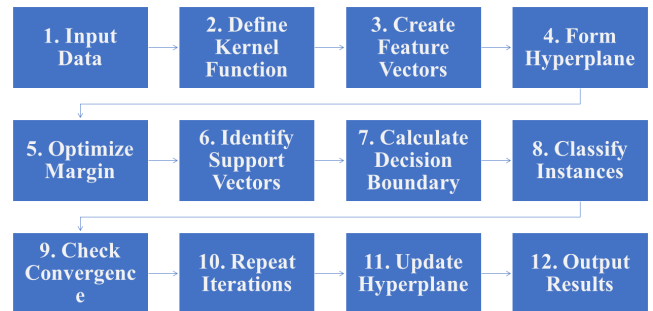 1. Input
Data
2. Define
Kernel
Function
3. Create
Feature
Vectors
4. Form
Hyperplane
5. Optimize
Margin
6. Identify
Support
Vectors
7. Calculate
Decision
Boundary
8. Classify
Instances
9. Check
Convergenc
e
10. Repeat
Iterations
11. Update
Hyperplane
12. Output
Results